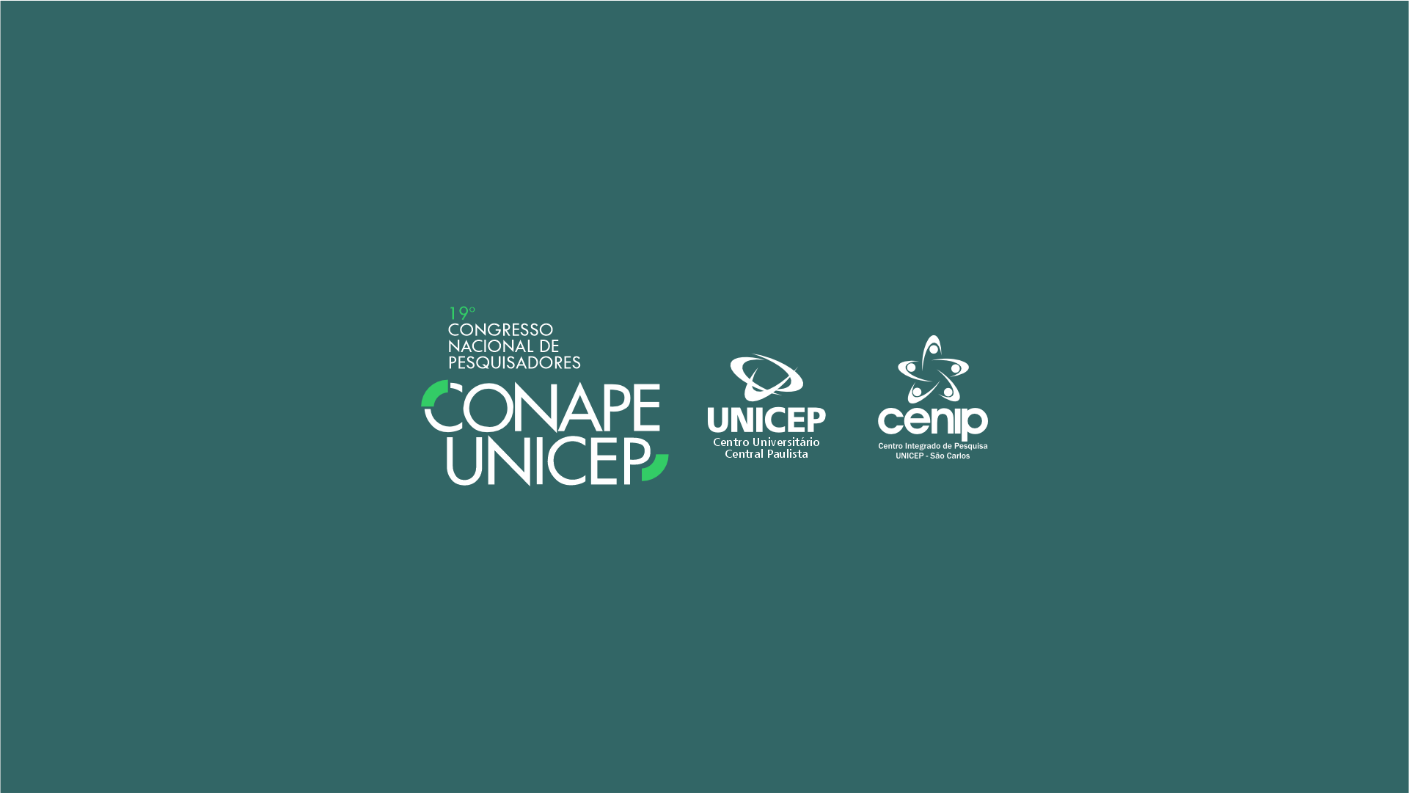 19º
CONGRESSO
NACIONAL DE
PESQUISADORES
CONAPE
UNICEP
UNICEP
Centro Universitário
Central Paulista
cenip
Centro Integrado de Pesquisa
UNICEP - São Carlos